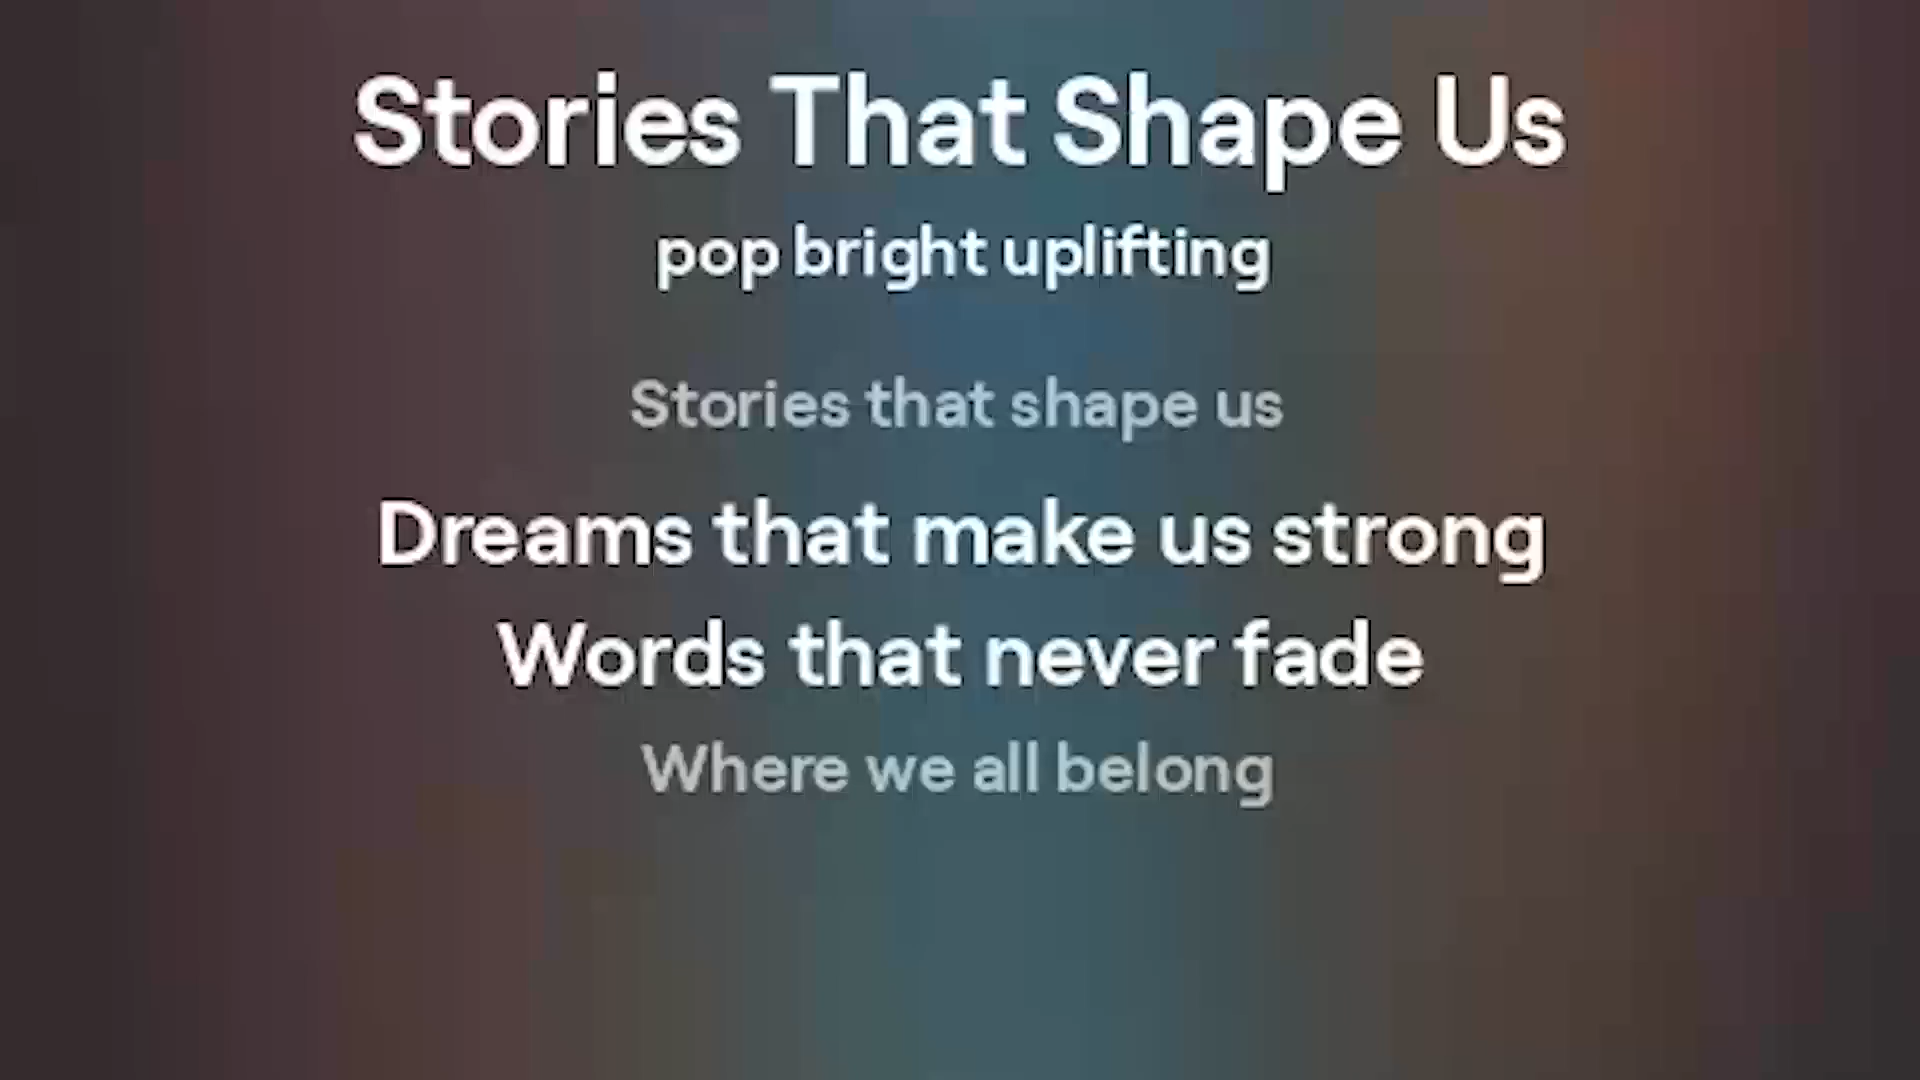 Stories That Shape Us
pop bright uplifting
Stories that shape us
Dreams that make us strong
Words that never fade
Where we all belong